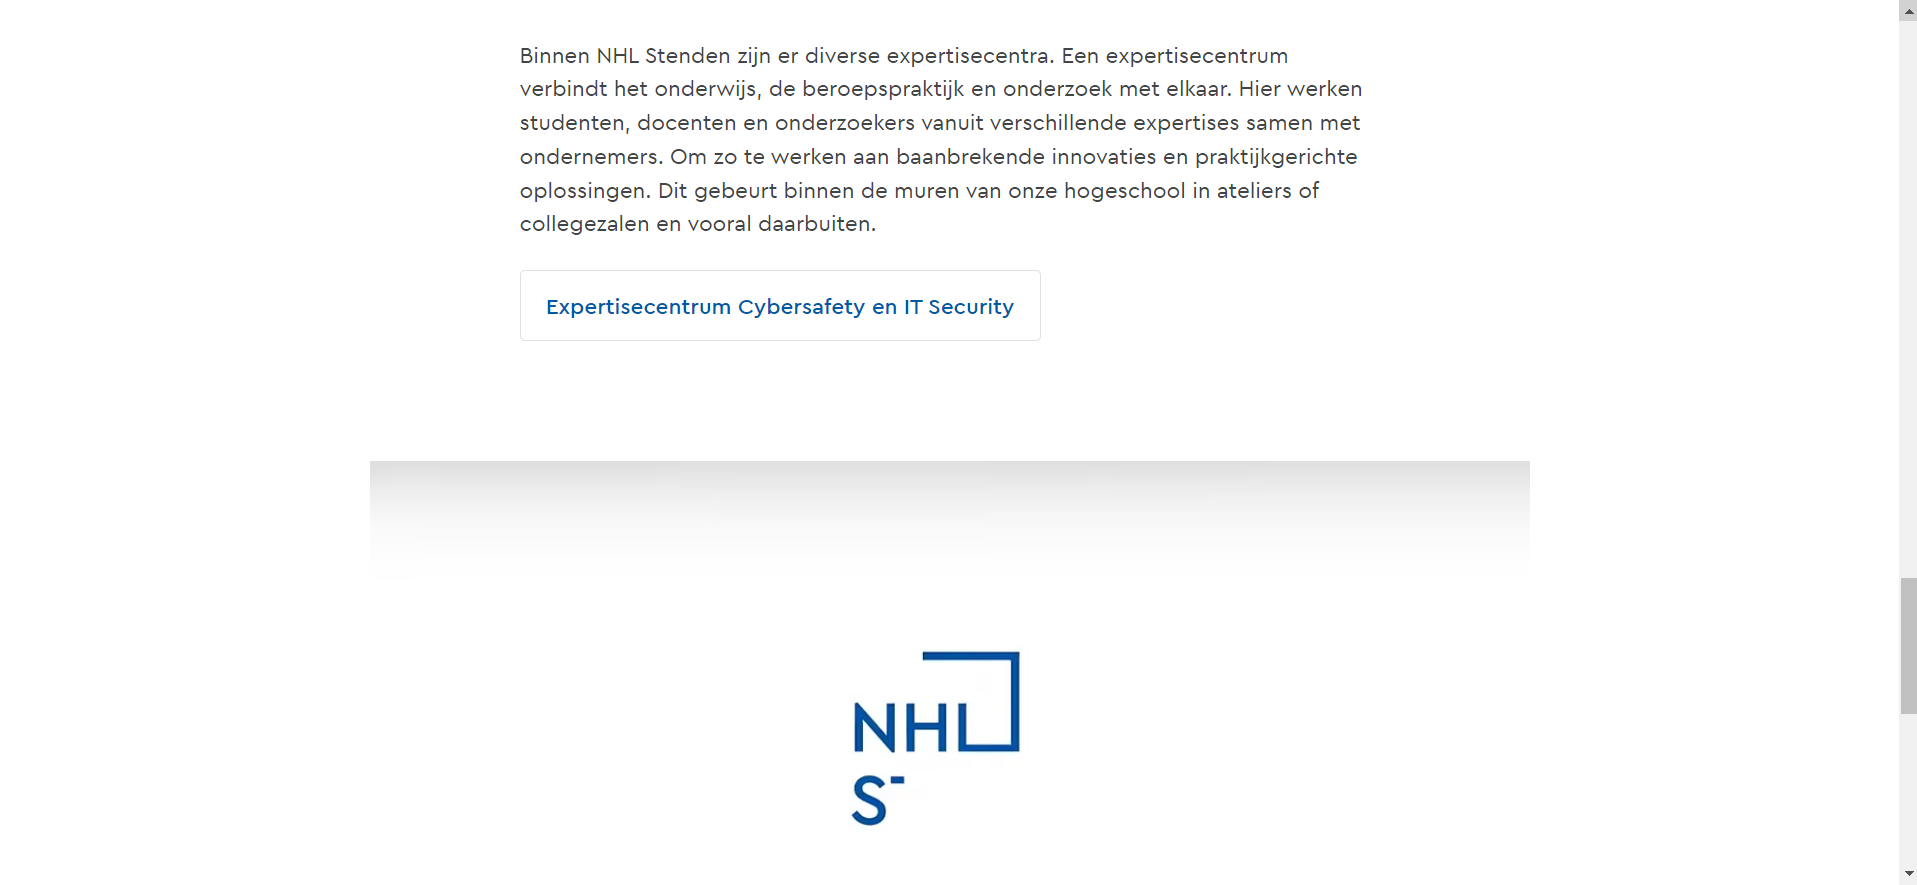 Binnen NHL Stenden zijn er diverse expertisecentra. Een expertisecentrum
verbindt het onderwijs, de beroepspraktijk en onderzoek met elkaar. Hier werken
studenten, docenten en onderzoekers vanuit verschillende expertises samen met
ondernemers. Om zo te werken aan baanbrekende innovaties en praktijkgerichte
oplossingen. Dit gebeurt binnen de muren van onze hogeschool in ateliers of
collegezalen en vooral daarbuiten.
Expertisecentrum Cybersafety en IT Security
NHL
S